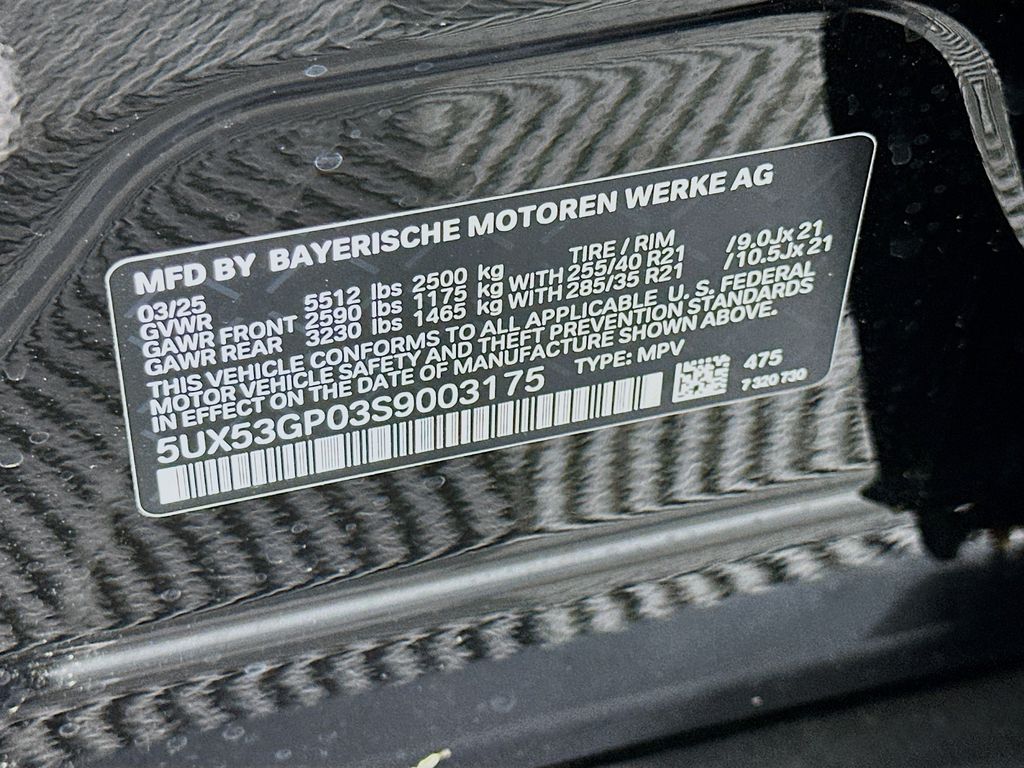 MFD BY BAYERISCHE MOTOREN WERKE AG
03/25 TIRE / RIM
GVWR 5512 lbs 2500 kg
GAWR FRONT 2590 lbs 1175 kg WITH 255/40 R21 /9.0Jx21
GAWR REAR 3230 lbs 1465 kg WITH 285/35 R21 /10.5Jx21
THIS VEHICLE CONFORMS TO ALL APPLICABLE U. S. FEDERAL
MOTOR VEHICLE SAFETY AND THEFT PREVENTION STANDARDS
IN EFFECT ON THE DATE OF MANUFACTURE SHOWN ABOVE.
5UX53GP03S9003175 TYPE: MPV 475
7 320 730